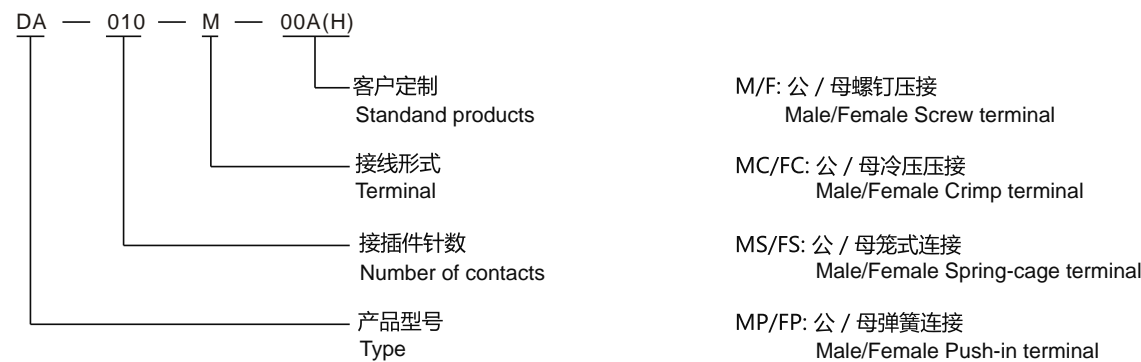 DA — 010 — M — 00A(H)
客户定制
Standand products
接线形式
Terminal
接插件针数
Number of contacts
产品型号
Type
M/F: 公 / 母螺钉压接
Male/Female Screw terminal
MC/FC: 公 / 母冷压压接
Male/Female Crimp terminal
MS/FS: 公 / 母笼式连接
Male/Female Spring-cage terminal
MP/FP: 公 / 母弹簧连接
Male/Female Push-in terminal